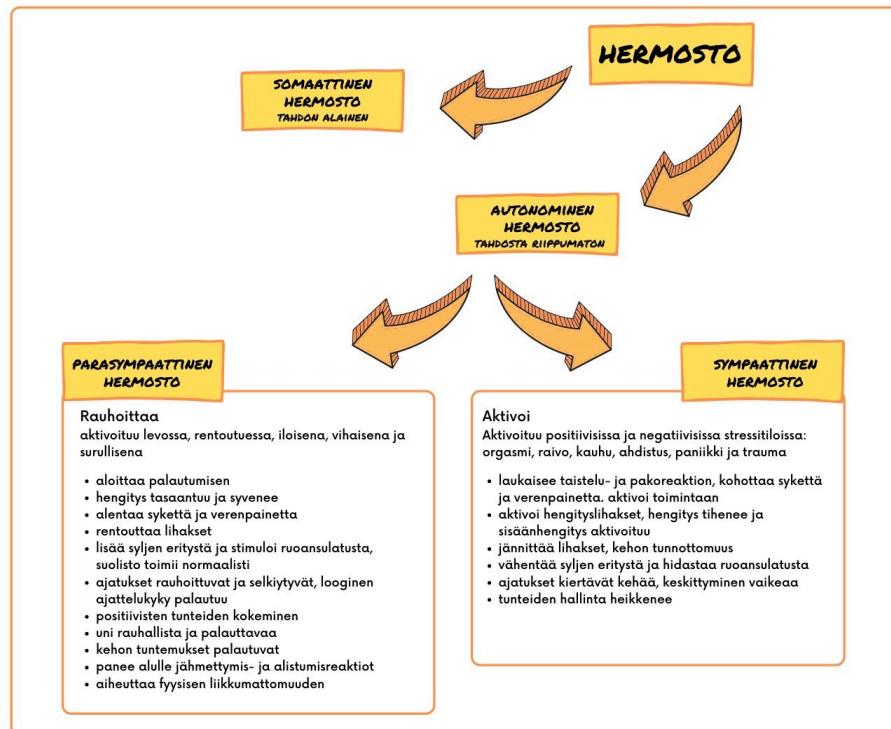 HERMOSTO
SOMAATTINEN
HERMOSTO
TAHDON ALAINEN
AUTONOMINEN
HERMOSTO
TAHDOSTA RIIPPUMATON
PARASYMPAATTINEN
HERMOSTO
Rauhoittaa
aktivoituu levossa, rentoutuessa, iloisena, vihaisena ja
surullisena
• aloittaa palautumisen
• hengitys tasaantuu ja syvenee
• alentaa sykettä ja verenpainetta
• rentouttaa lihakset
• lisää syljen eritystä ja stimuloi ruoansulatusta,
suolisto toimii normaalisti
• ajatukset rauhoittuvat ja selkiytyvät, looginen
ajattelukyky palautuu
• positiivisten tunteiden kokeminen
• uni rauhallista ja palauttavaa
• kehon tuntemukset palautuvat
• panee alulle jähmettymis- ja alistumisreaktiot
• aiheuttaa fyysisen liikkumattomuuden
SYMPAATTINEN
HERMOSTO
Aktivoi
Aktivoituu positiivisissa ja negatiivisissa stressitiloissa:
orgasmi, raivo, kauhu, ahdistus, paniikki ja trauma
• laukaisee taistelu- ja pakoreaktion, kohottaa sykettä
ja verenpainetta. aktivoi toimintaan
• aktivoi hengityslihakset, hengitys tihenee ja
sisäänhengitys aktivoituu
• jännittää lihakset, kehon tunnottomuus
• vähentää syljen eritystä ja hidastaa ruoansulatusta
• ajatukset kiertävät kehää, keskittyminen vaikeaa
• tunteiden hallinta heikkenee